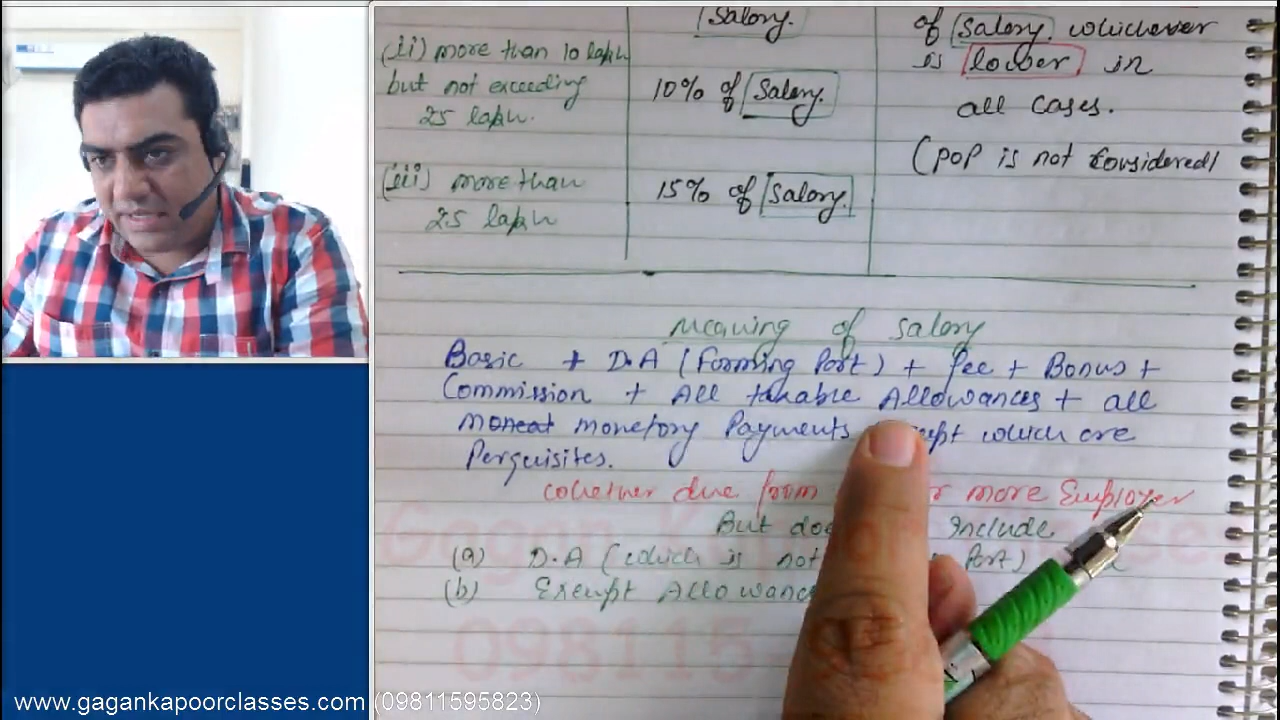 Salary.
of Salary. whichever
(ii) more than 10 lakh
is lower in
but not exceeding
10% of Salary.
all cases.
25 lakh.
(POP is not Considered)
(iii) more than
15% of Salary.
25 lakh
Meaning of Salary
Basic + D.A (Forming Part) + Fee + Bonus +
Commission + All taxable Allowances + all
monetary Payments which are
Perquisites.
whether due from or more Employer
But Include
(a) D.A (which is not Part)
(b) Exempt Allowance
Gagan
098115
www.gagankapoorclasses.com (09811595823)